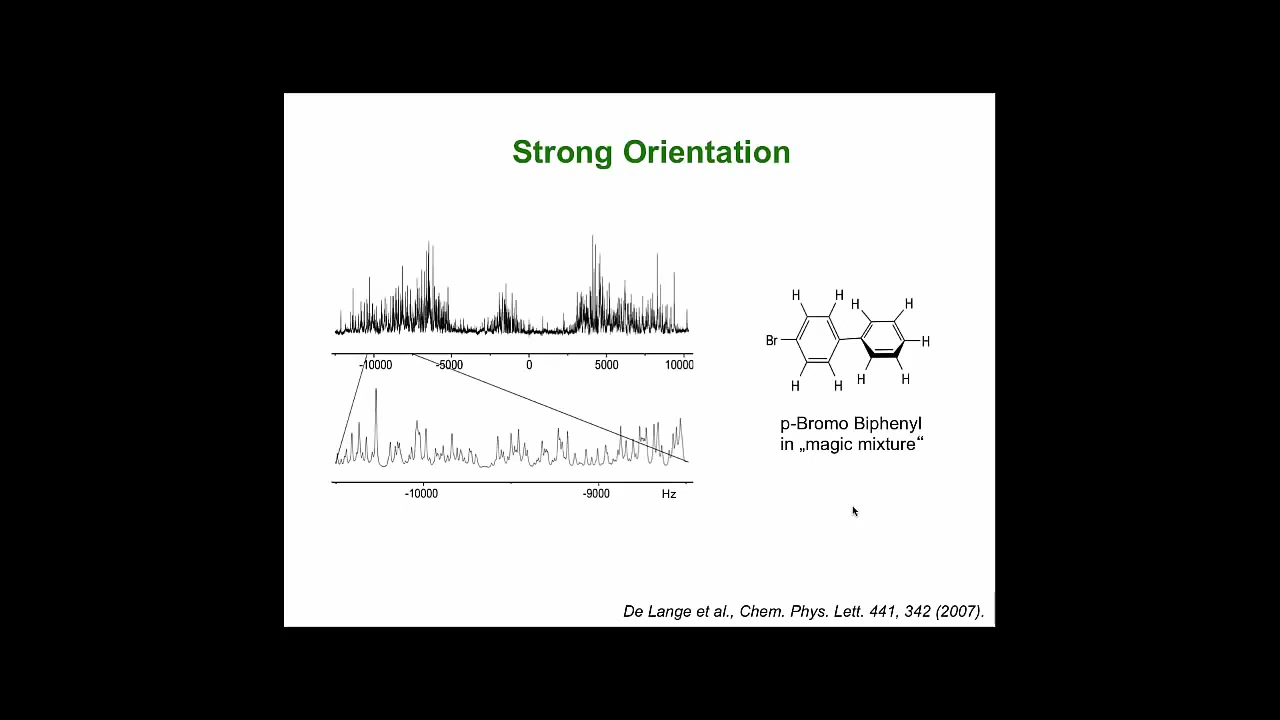 Strong Orientation
-10000 -5000 0 5000 10000
-10000 -9000 Hz
H H H H
Br H
H H H H
p-Bromo Biphenyl
in „magic mixture“
De Lange et al., Chem. Phys. Lett. 441, 342 (2007).